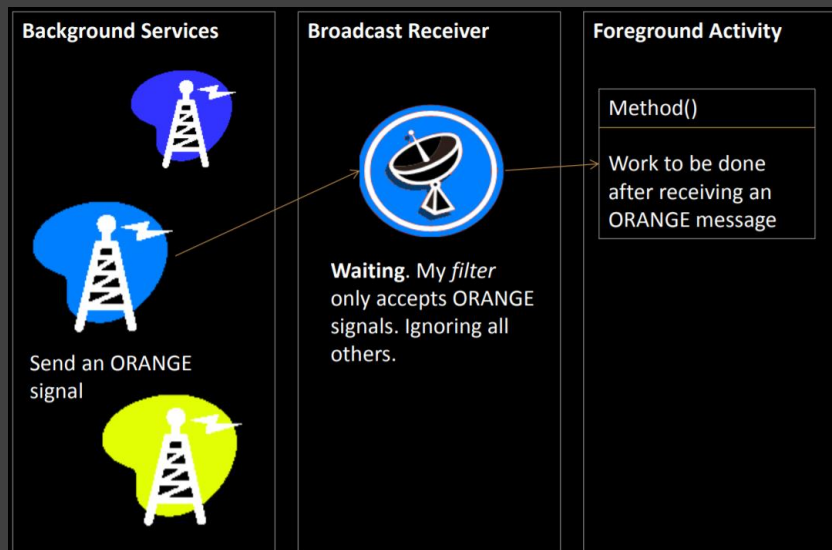 Background Services
Send an ORANGE
signal
Broadcast Receiver
Waiting. My filter
only accepts ORANGE
signals. Ignoring all
others.
Foreground Activity
Method()
Work to be done
after receiving an
ORANGE message